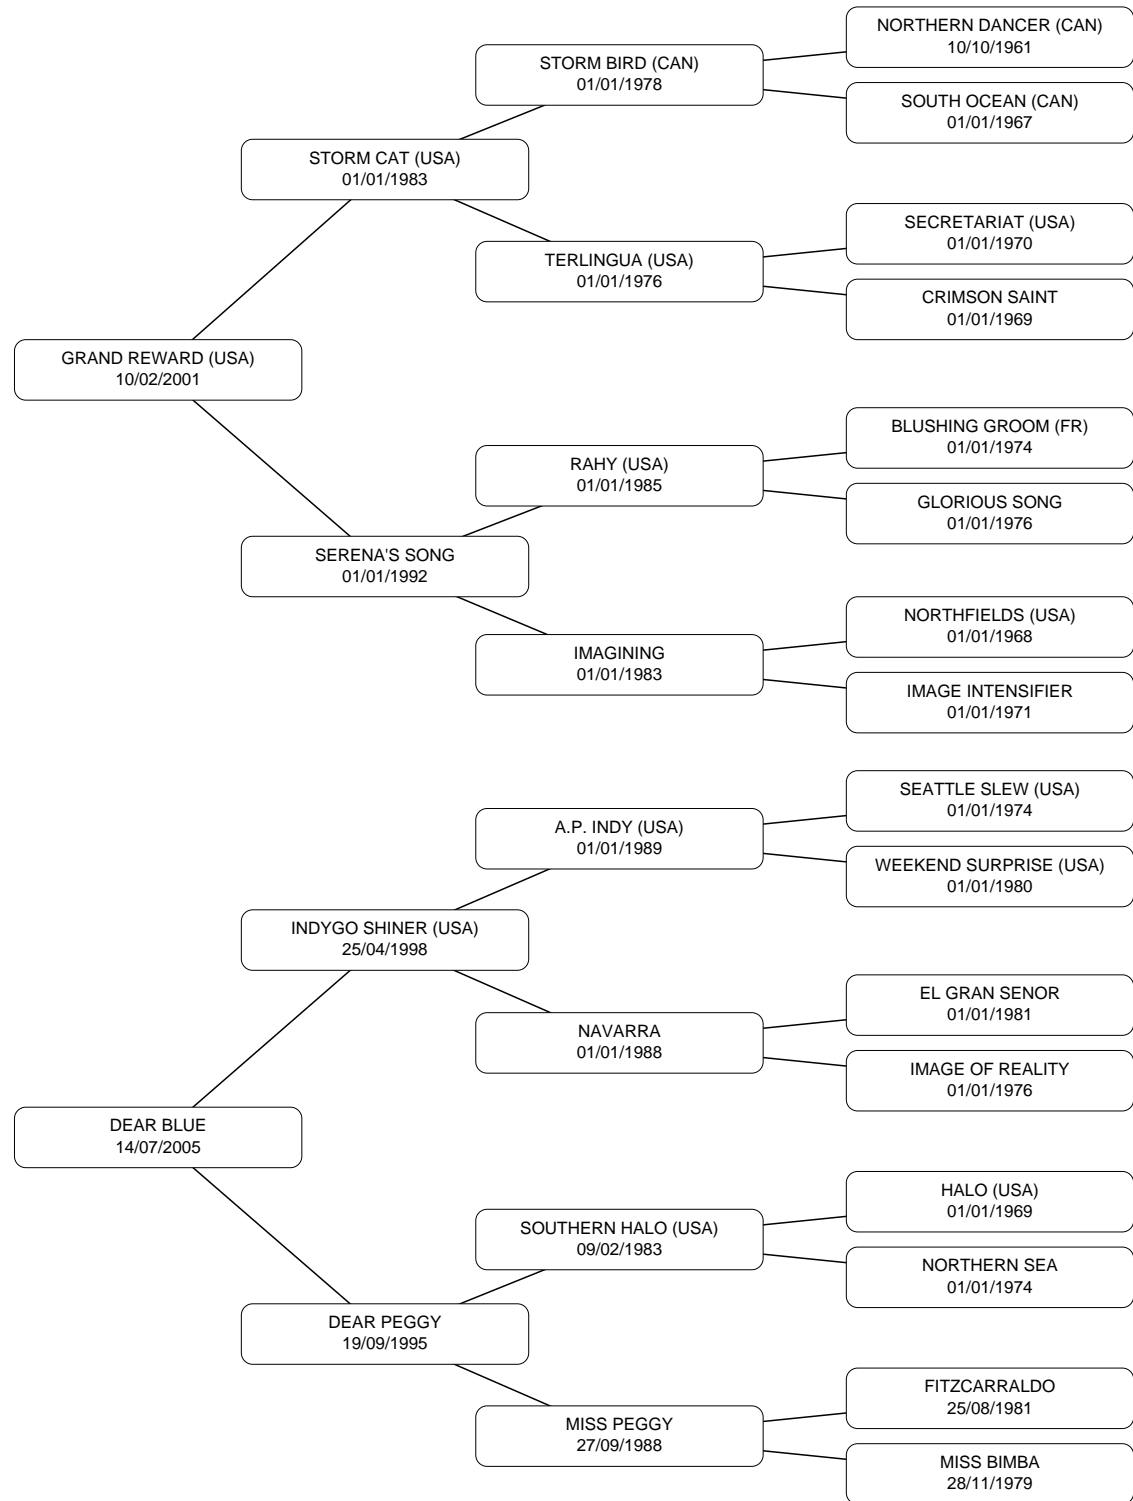 NORTHERN DANCER (CAN)
10/10/1961
STORM BIRD (CAN)
01/01/1978
SOUTH OCEAN (CAN)
01/01/1967
STORM CAT (USA)
01/01/1983
SECRETARIAT (USA)
01/01/1970
TERLINGUA (USA)
01/01/1976
CRIMSON SAINT
01/01/1969
GRAND REWARD (USA)
10/02/2001
BLUSHING GROOM (FR)
01/01/1974
RAHY (USA)
01/01/1985
GLORIOUS SONG
01/01/1976
SERENA'S SONG
01/01/1992
NORTHFIELDS (USA)
01/01/1968
IMAGINING
01/01/1983
IMAGE INTENSIFIER
01/01/1971
SEATTLE SLEW (USA)
01/01/1974
A.P. INDY (USA)
01/01/1989
WEEKEND SURPRISE (USA)
01/01/1980
INDYGO SHINER (USA)
25/04/1998
EL GRAN SENOR
01/01/1981
NAVARRA
01/01/1988
IMAGE OF REALITY
01/01/1976
DEAR BLUE
14/07/2005
HALO (USA)
01/01/1969
SOUTHERN HALO (USA)
09/02/1983
NORTHERN SEA
01/01/1974
DEAR PEGGY
19/09/1995
FITZCARRALDO
25/08/1981
MISS PEGGY
27/09/1988
MISS BIMBA
28/11/1979